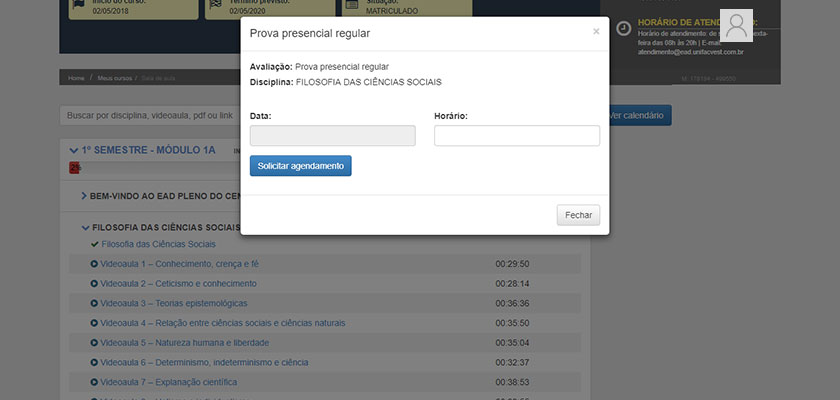 Início do curso:
02/05/2018
Término previsto:
02/05/2020
Situação:
MATRICULADO
HORÁRIO DE ATENDI
Horário de atendimento: de
feira das 08h às 20h | E-mail:
atendimento@ead.unifacvest.com.br
Home / Meus cursos / Sala de aula
Prova presencial regular
×
Avaliação: Prova presencial regular
Disciplina: FILOSOFIA DAS CIÊNCIAS SOCIAIS
Data:
Horário:
Solicitar agendamento
Fechar
Buscar por disciplina, videoaula, pdf ou link
Ver calendário
1º SEMESTRE - MÓDULO 1A
2%
BEM-VINDO AO EAD PLENO DO CEN
FILOSOFIA DAS CIÊNCIAS SOCIAIS
Filosofia das Ciências Sociais
Videoaula 1 – Conhecimento, crença e fé 00:29:50
Videoaula 2 – Ceticismo e conhecimento 00:28:14
Videoaula 3 – Teorias epistemológicas 00:36:36
Videoaula 4 – Relação entre ciências sociais e ciências naturais 00:35:50
Videoaula 5 – Natureza humana e liberdade 00:35:04
Videoaula 6 – Determinismo, indeterminismo e ciência 00:32:37
Videoaula 7 – Explanação científica 00:38:53